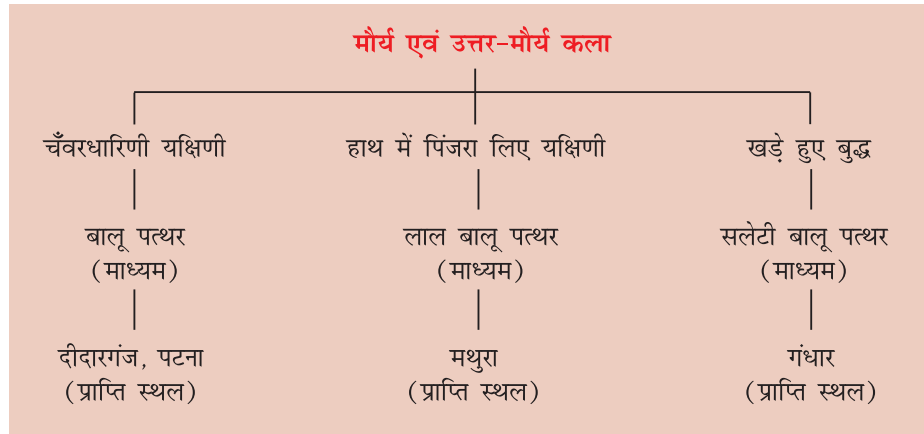 मौर्य एवं उत्तर-मौर्य कला
चँवरधारिणी यक्षिणी
हाथ में पिंजरा लिए यक्षिणी
खड़े हुए बुद्ध
बालू पत्थर
(माध्यम)
लाल बालू पत्थर
(माध्यम)
सलेटी बालू पत्थर
(माध्यम)
दीदारगंज, पटना
(प्राप्ति स्थल)
मथुरा
(प्राप्ति स्थल)
गंधार
(प्राप्ति स्थल)